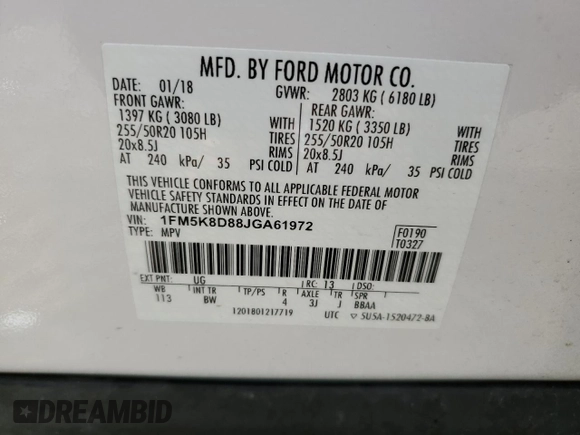 MFD. BY FORD MOTOR CO.
DATE: 01/18 GVWR: 2803 KG ( 6180 LB)
FRONT GAWR: REAR GAWR:
1397 KG ( 3080 LB) WITH 1520 KG ( 3350 LB) WITH
255/50R20 105H TIRES 255/50R20 105H TIRES
20x8.5J RIMS 20x8.5J RIMS
AT 240 kPa/ 35 PSI COLD AT 240 kPa/ 35 PSI COLD
THIS VEHICLE CONFORMS TO ALL APPLICABLE FEDERAL MOTOR
VEHICLE SAFETY STANDARDS IN EFFECT ON THE DATE OF
MANUFACTURE SHOWN ABOVE.
VIN: 1FM5K8D88JGA61972 F0190
TYPE: MPV T0327
EXT PNT: UG RC: 13 DSO:
WB INT TR TP/PS R AXLE TR SPR
113 BW 4 3J J BBAA
1201801217719 UTC ▽ 5U5A-1520472-BA
DREAMBID